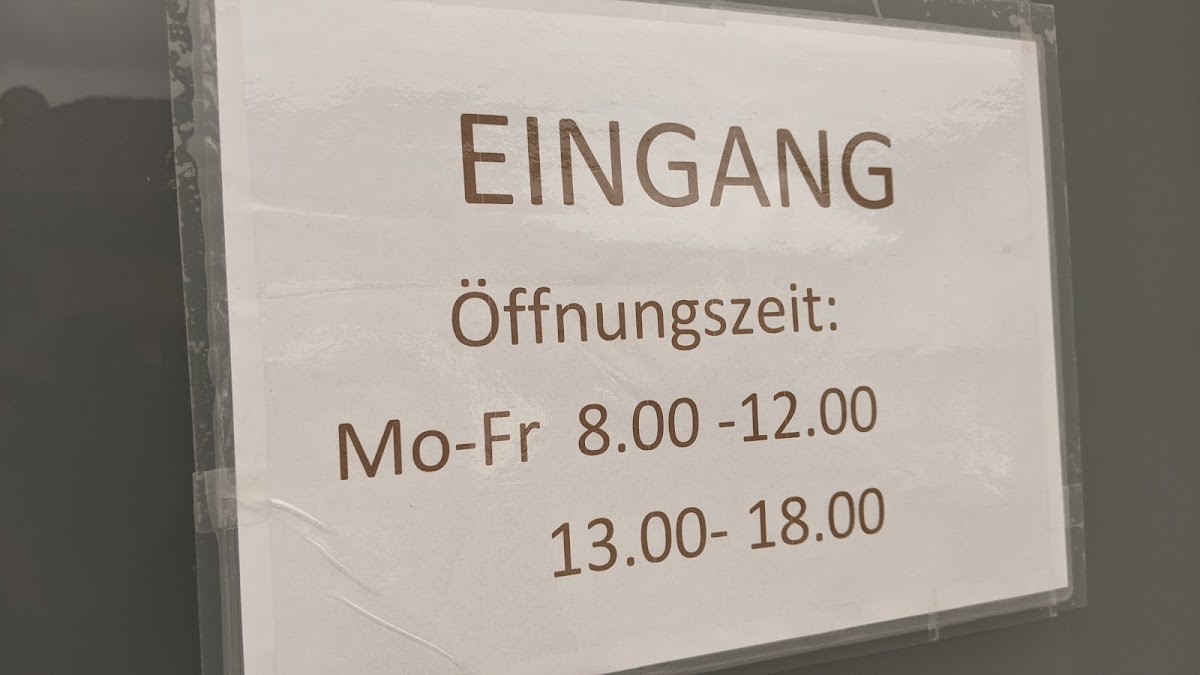 EINGANG
Öffnungszeit:
Mo-Fr 8.00 -12.00
13.00- 18.00